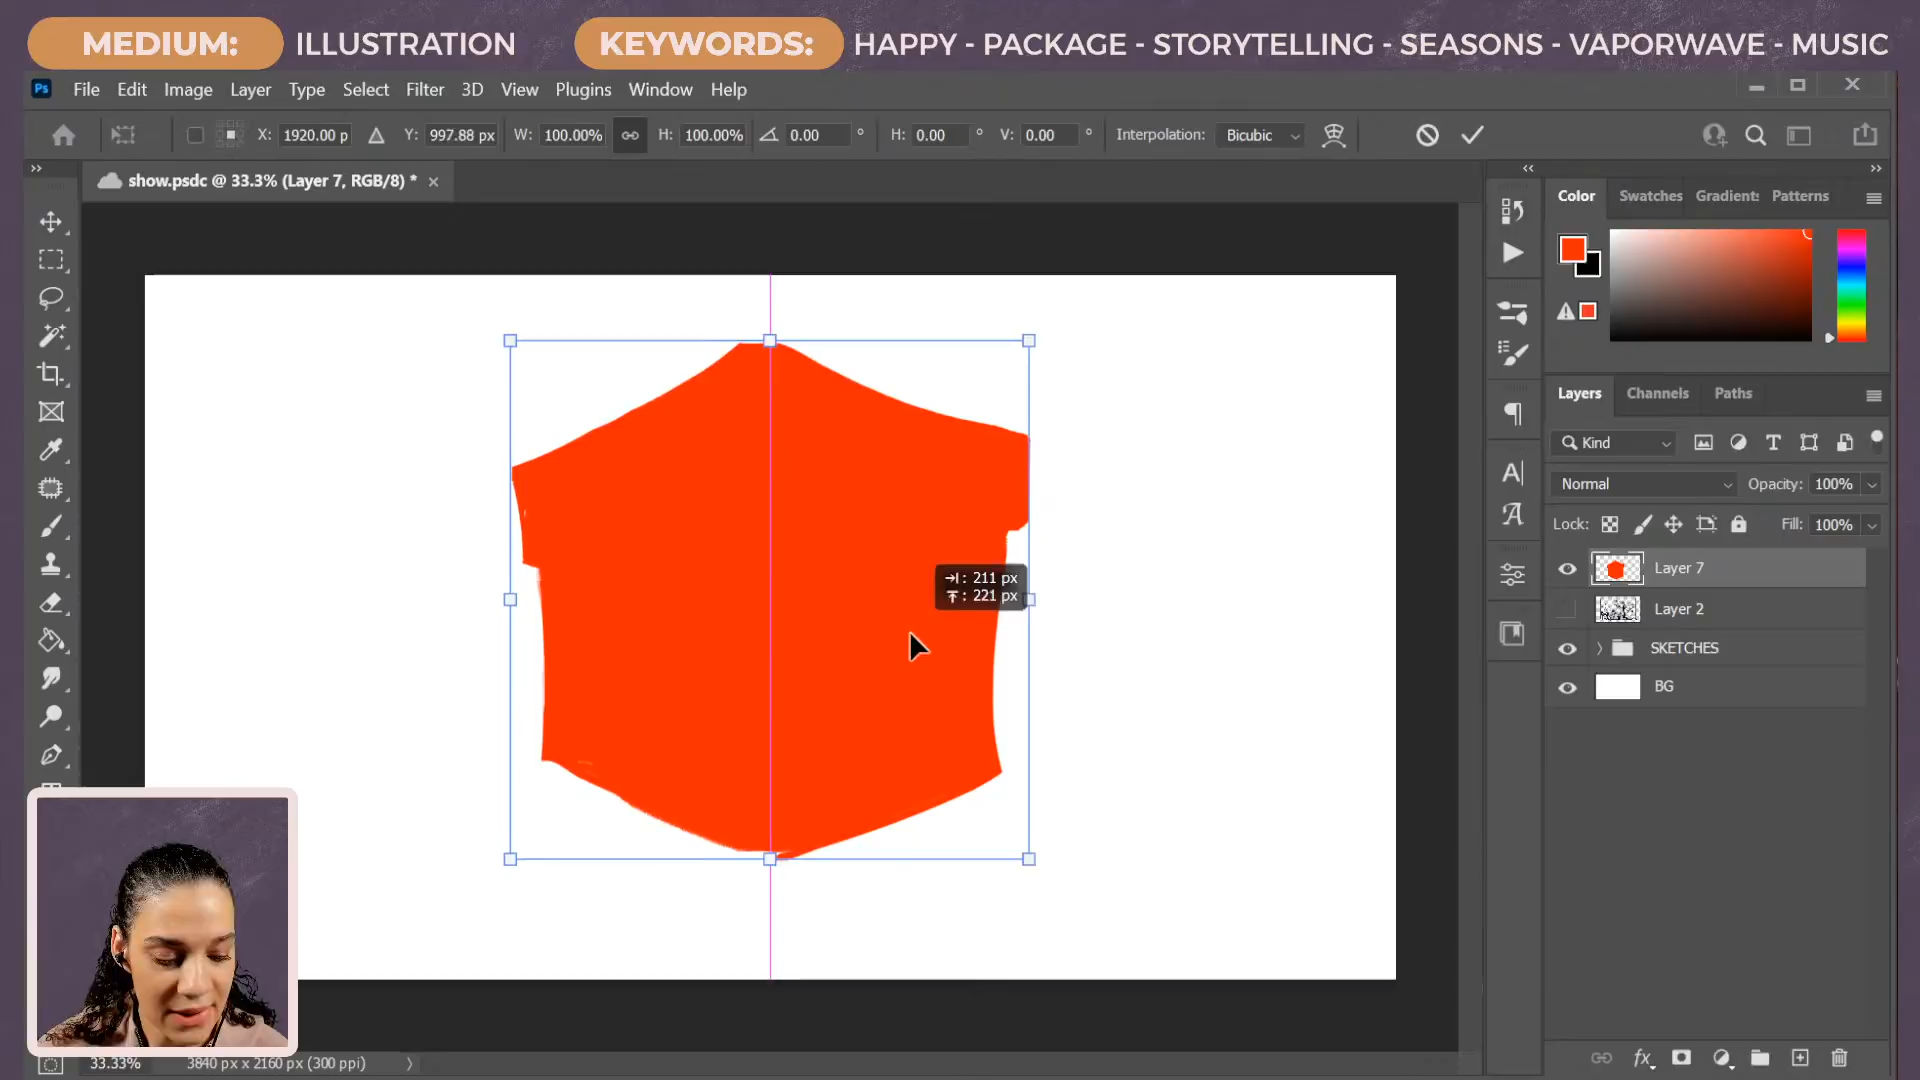 MEDIUM: ILLUSTRATION KEYWORDS: HAPPY - PACKAGE - STORYTELLING - SEASONS - VAPORWAVE - MUSIC
Ps File Edit Image Layer Type Select Filter 3D View Plugins Window Help
X: 1920.00 p Y: 997.88 px W: 100.00% H: 100.00% 0.00 ° H: 0.00 ° V: 0.00 ° Interpolation: Bicubic
show.psdc @ 33.3% (Layer 7, RGB/8) *
Color Swatches Gradients Patterns
Layers Channels Paths
Kind
Normal Opacity: 100%
Lock: Fill: 100%
Layer 7
: 211 px
: 221 px
Layer 2
SKETCHES
BG
fx
33.33% 3840 px x 2160 px (300 ppi)